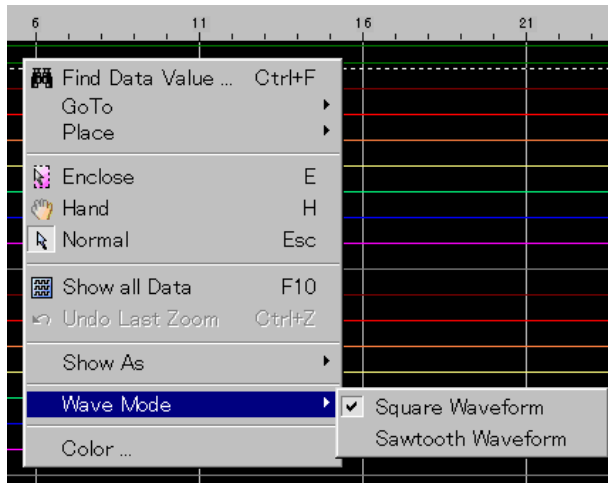 6 11 16 21
Find Data Value ... Ctrl+F
GoTo
Place
Enclose E
Hand H
Normal Esc
Show all Data F10
Undo Last Zoom Ctrl+Z
Show As
Wave Mode
Square Waveform
Sawtooth Waveform
Color ...